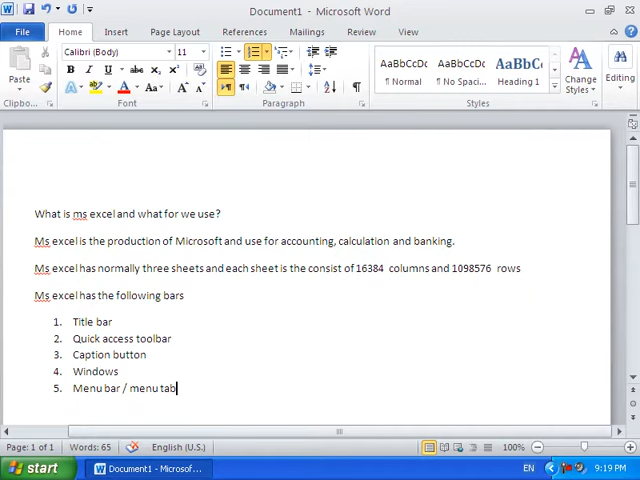 Document1 - Microsoft Word
File Home Insert Page Layout References Mailings Review View
Calibri (Body) 11
Paste
B I U abc x₂ x²
Clipbo... Font Paragraph Styles
AaBbCcDc AaBbCcDc AaBbCc
¶ Normal ¶ No Spaci... Heading 1
Change Styles
Editing
What is ms excel and what for we use?
Ms excel is the production of Microsoft and use for accounting, calculation and banking.
Ms excel has normally three sheets and each sheet is the consist of 16384 columns and 1098576 rows
Ms excel has the following bars
1. Title bar
2. Quick access toolbar
3. Caption button
4. Windows
5. Menu bar / menu tab
Page: 1 of 1 Words: 65 English (U.S.) 100%
start Document1 - Microsof... EN 9:19 PM